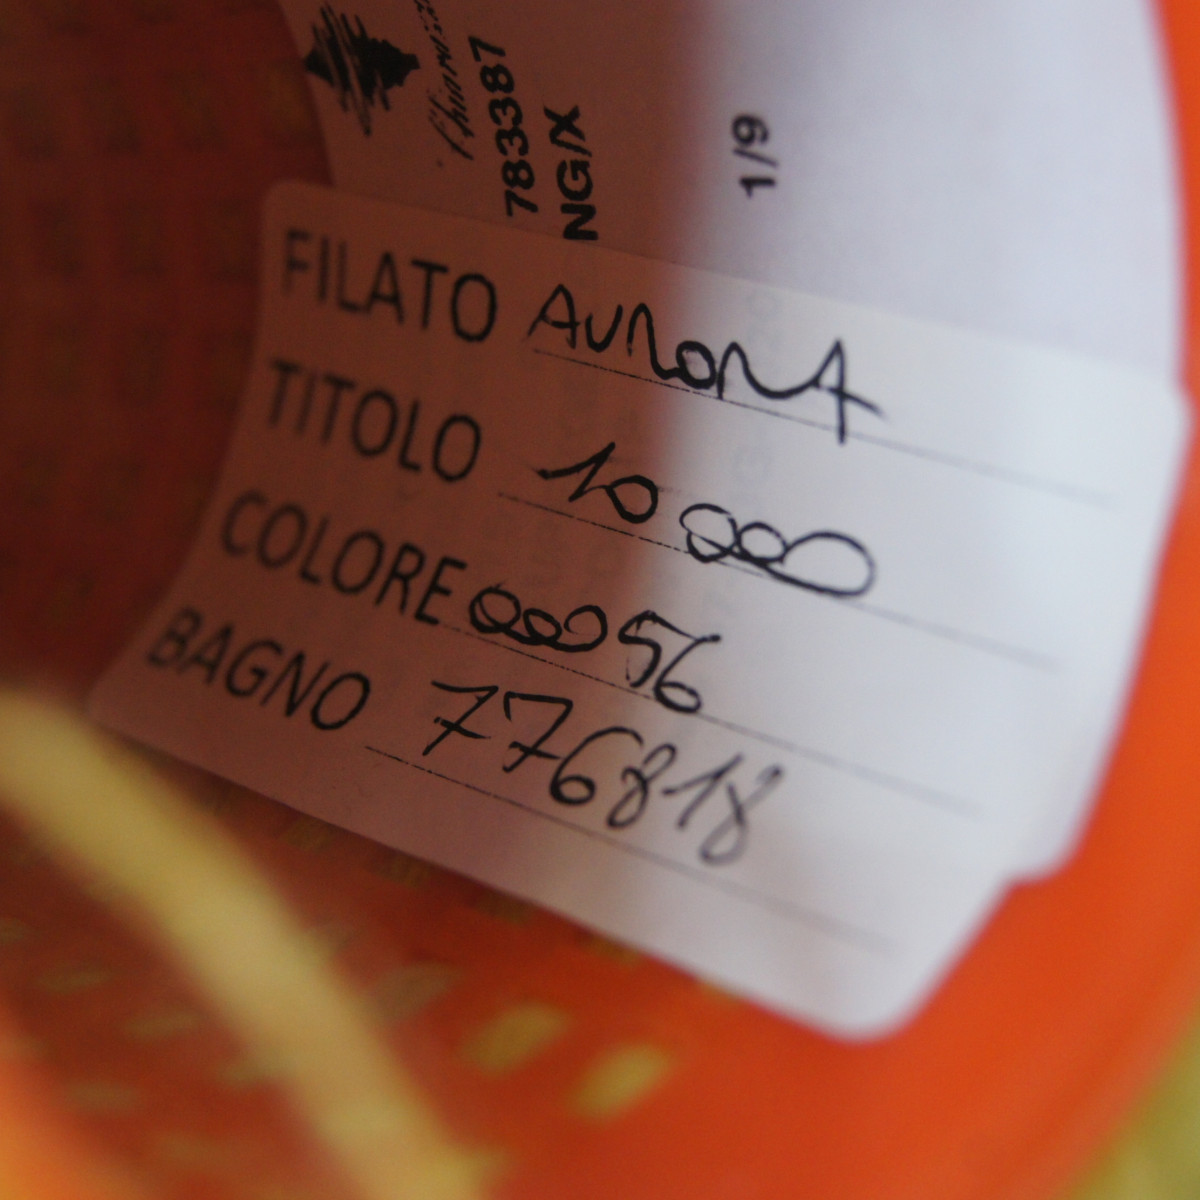 783387
NG/X
1/9
FILATO AURORA
TITOLO 10000
COLORE 00056
BAGNO 776818